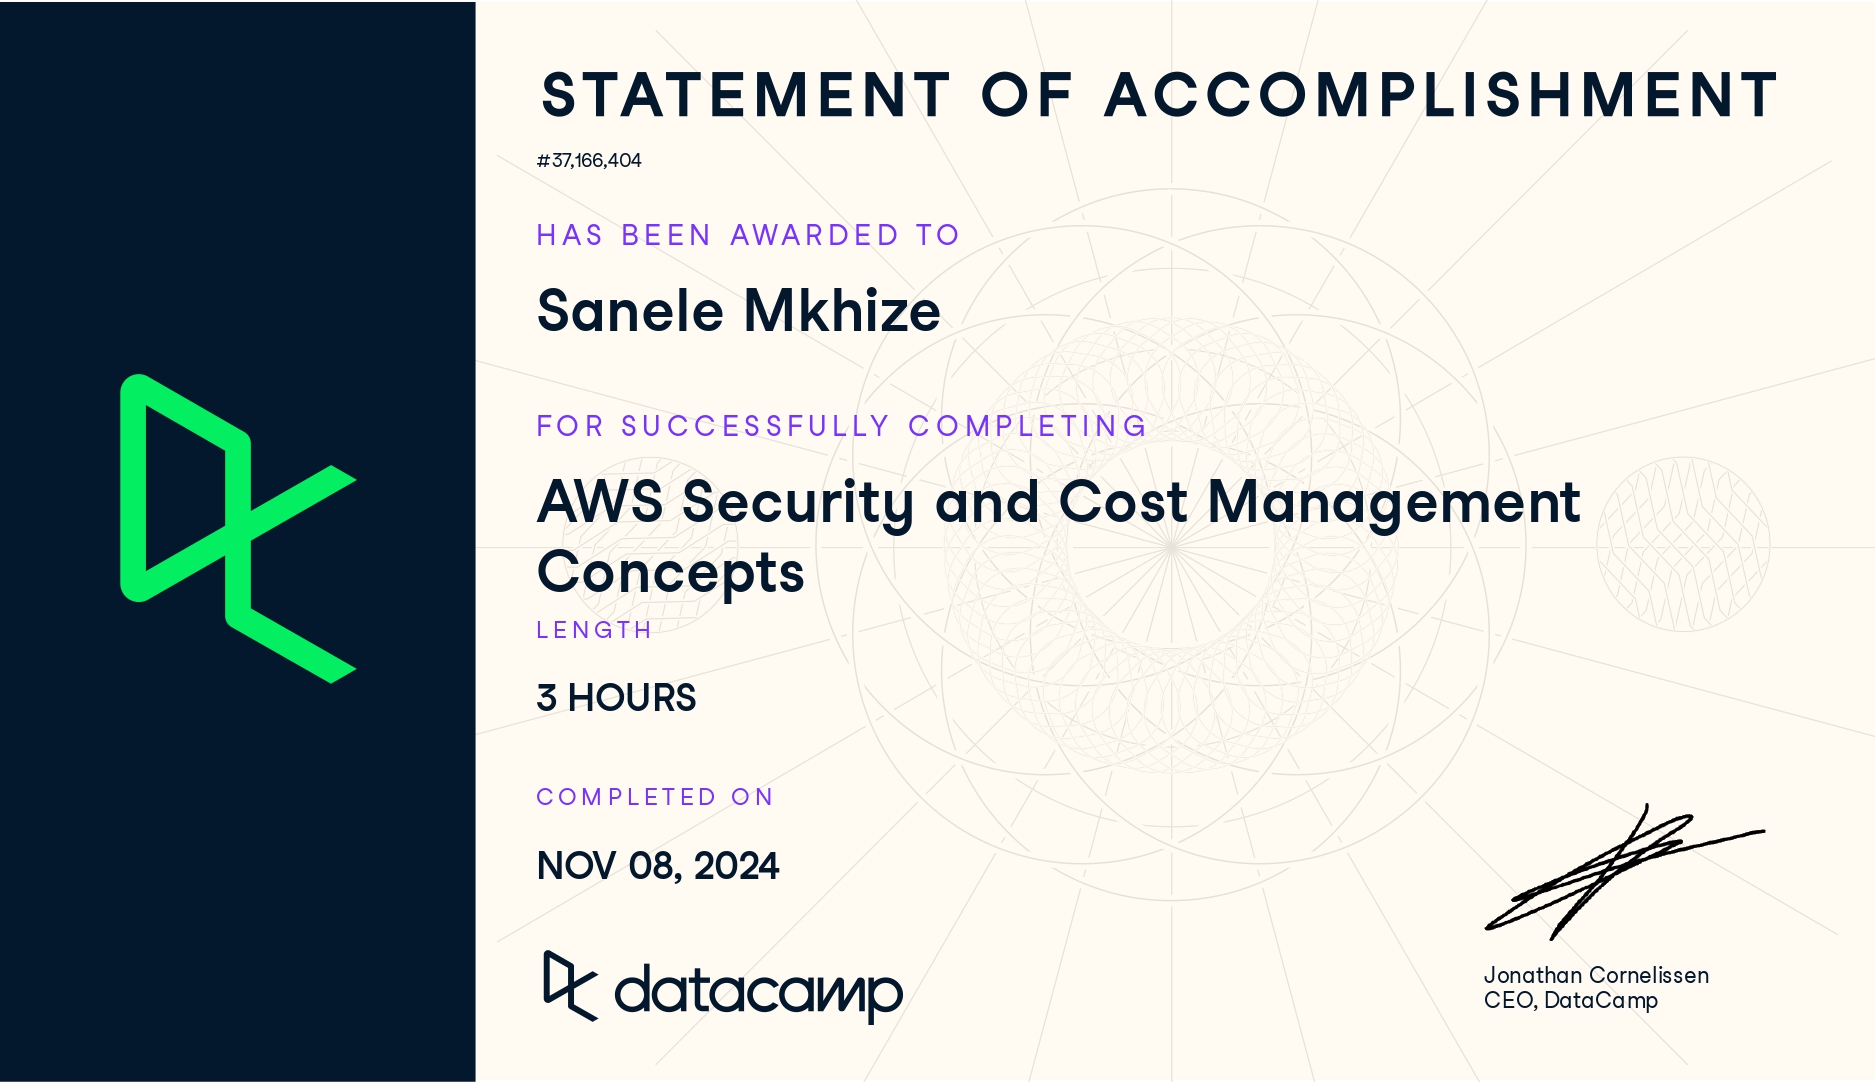 STATEMENT OF ACCOMPLISHMENT
#37,166,404
HAS BEEN AWARDED TO
Sanele Mkhize
FOR SUCCESSFULLY COMPLETING
AWS Security and Cost Management
Concepts
LENGTH
3 HOURS
COMPLETED ON
NOV 08, 2024
datacamp
Jonathan Cornelissen
CEO, DataCamp